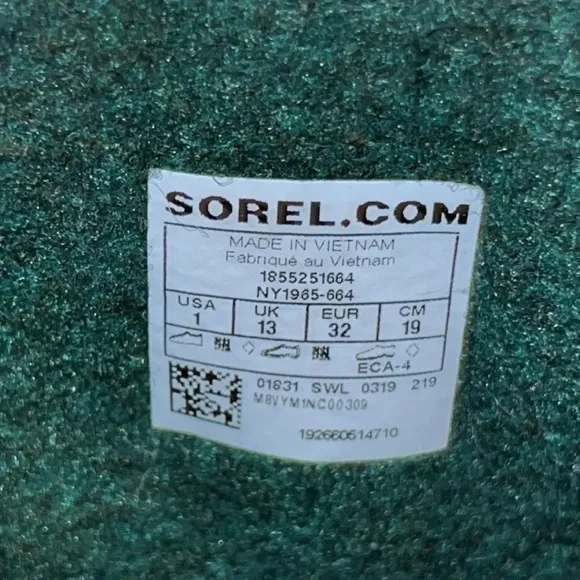 SOREL.COM
MADE IN VIETNAM
Fabriqué au Vietnam
1855251664
NY1965-664
USA UK EUR CM
1 13 32 19
ECA-4
01831 SWL 0319 219
M8VYM1NC00309
192660514710